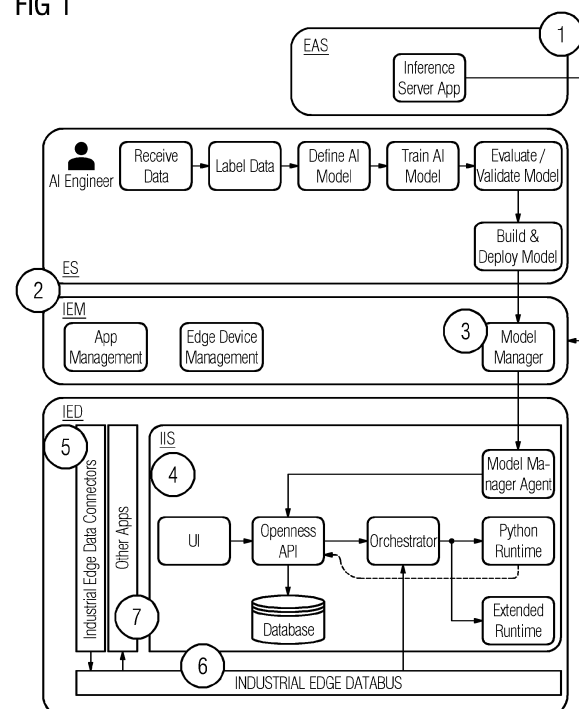 FIG 1
1
EAS
Inference
Server App
AI Engineer
Receive
Data
Label Data
Define AI
Model
Train AI
Model
Evaluate /
Validate Model
Build &
Deploy Model
ES
2
IEM
App
Management
Edge Device
Management
3
Model
Manager
IED
5
Industrial Edge Data Connectors
Other Apps
IIS
4
Model Ma-
nager Agent
UI
Openness
API
Orchestrator
Python
Runtime
Database
Extended
Runtime
7
6
INDUSTRIAL EDGE DATABUS